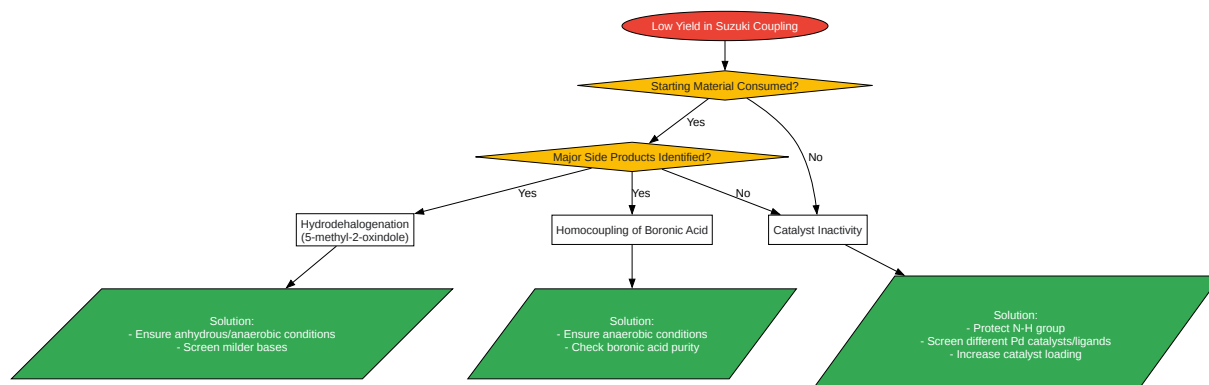 Low Yield in Suzuki Coupling
Starting Material Consumed?
Yes
No
Major Side Products Identified?
Yes
Yes
No
Hydrodehalogenation
(5-methyl-2-oxindole)
Homocoupling of Boronic Acid
Catalyst Inactivity
Solution:
- Ensure anhydrous/anaerobic conditions
- Screen milder bases
Solution:
- Ensure anaerobic conditions
- Check boronic acid purity
Solution:
- Protect N-H group
- Screen different Pd catalysts/ligands
- Increase catalyst loading